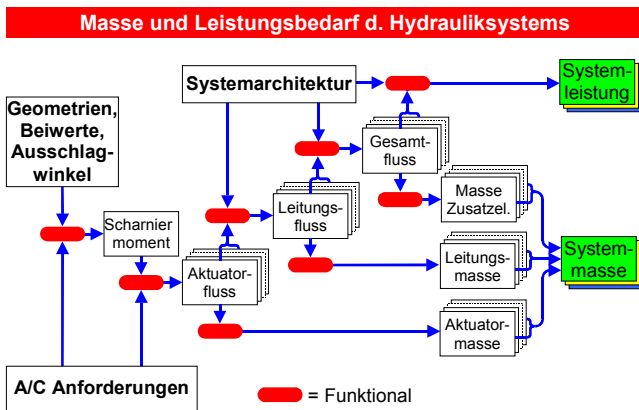 Masse und Leistungsbedarf d. Hydrauliksystems
Systemarchitektur
System-
leistung
Geometrien,
Beiwerte,
Ausschlag-
winkel
Gesamt-
fluss
Masse
Zusatzel.
Leitungs-
fluss
Scharnier
moment
System-
masse
Leitungs-
masse
Aktuator-
fluss
Aktuator-
masse
A/C Anforderungen
= Funktional